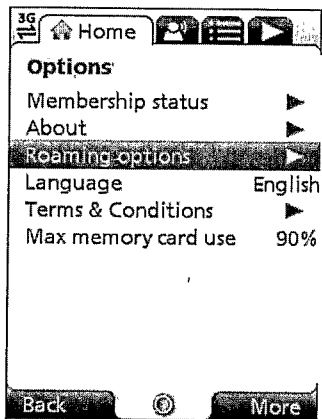 3G
Home
Options
Membership status
About
Roaming options
Language English
Terms & Conditions
Max memory card use 90%
Back More